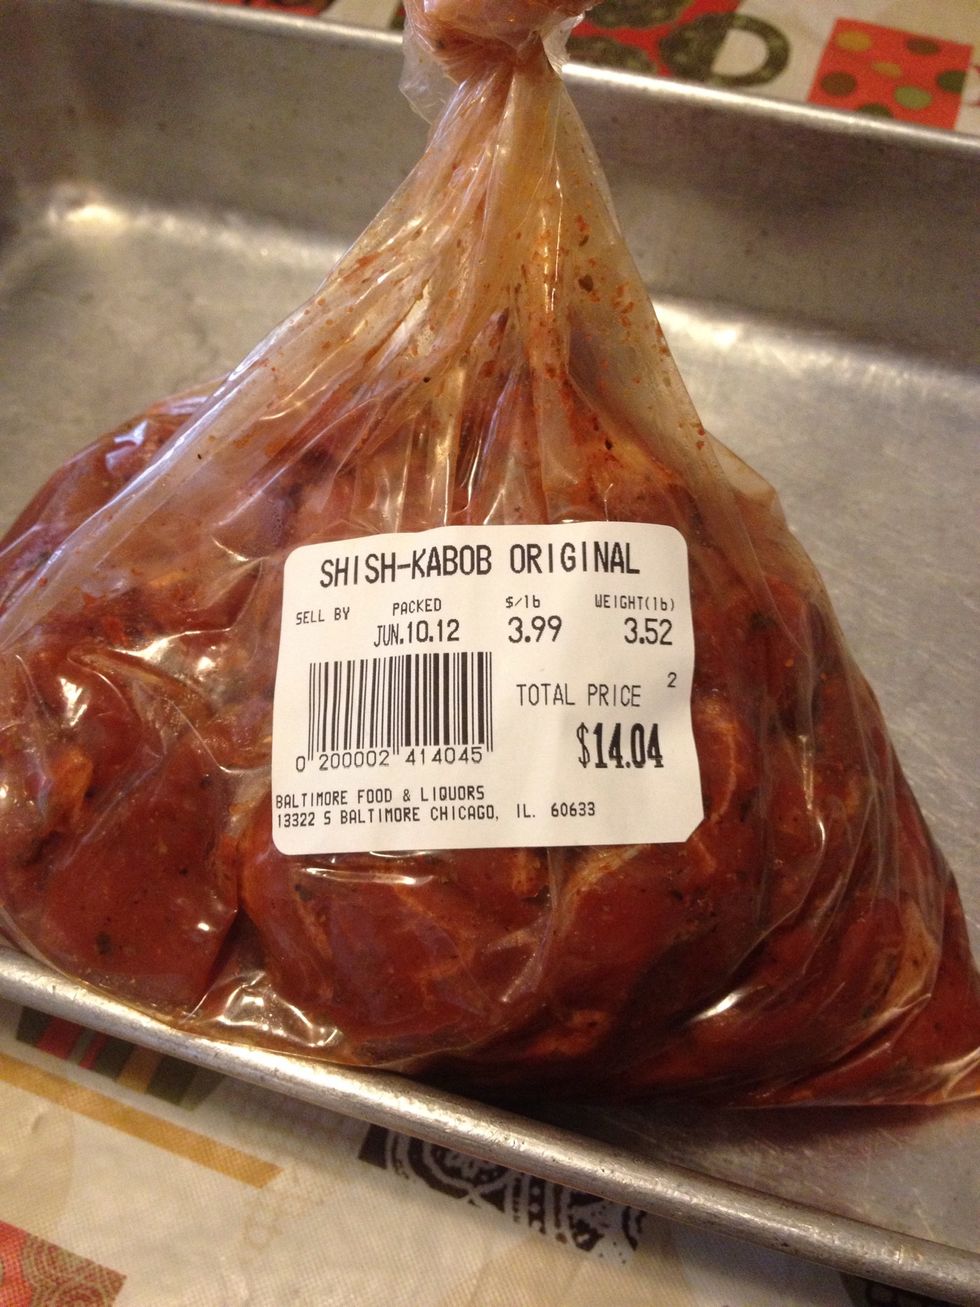 SHISH-KABOB ORIGINAL
SELL BY PACKED $/lb WEIGHT(lb)
JUN.10.12 3.99 3.52
TOTAL PRICE 2
$14.04
0 200002 414045
BALTIMORE FOOD & LIQUORS
13322 S BALTIMORE CHICAGO, IL. 60633